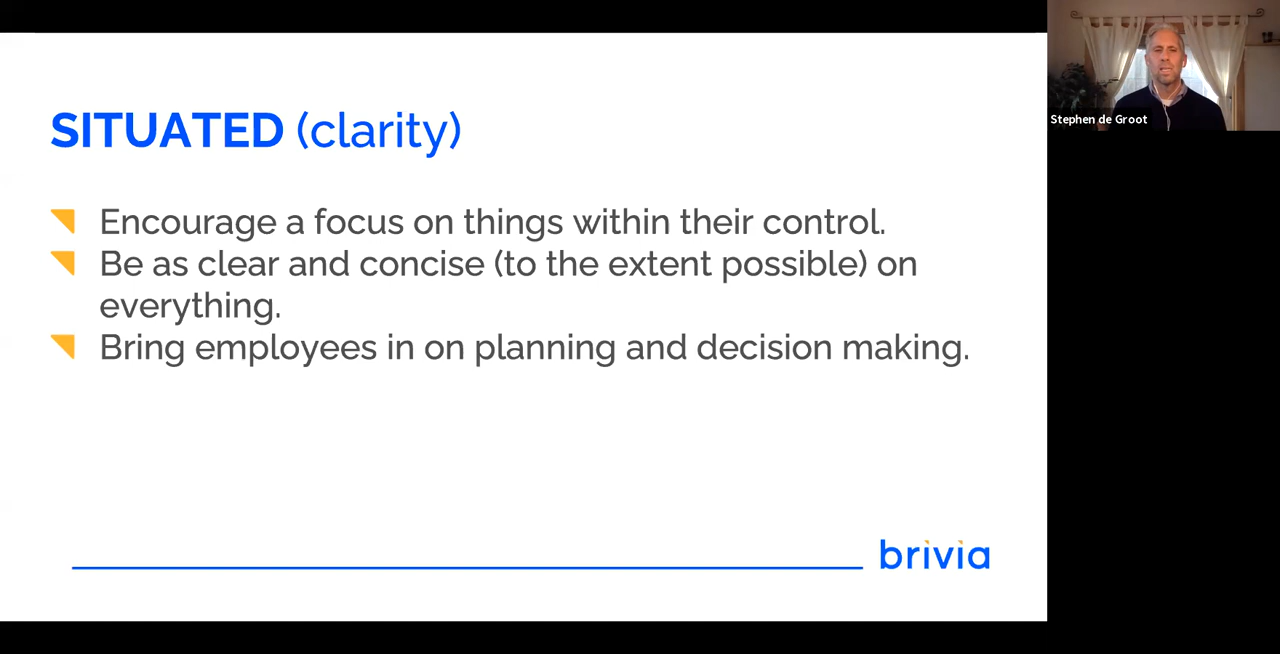 SITUATED (clarity)
Encourage a focus on things within their control.
Be as clear and concise (to the extent possible) on
everything.
Bring employees in on planning and decision making.
brivia
Stephen de Groot